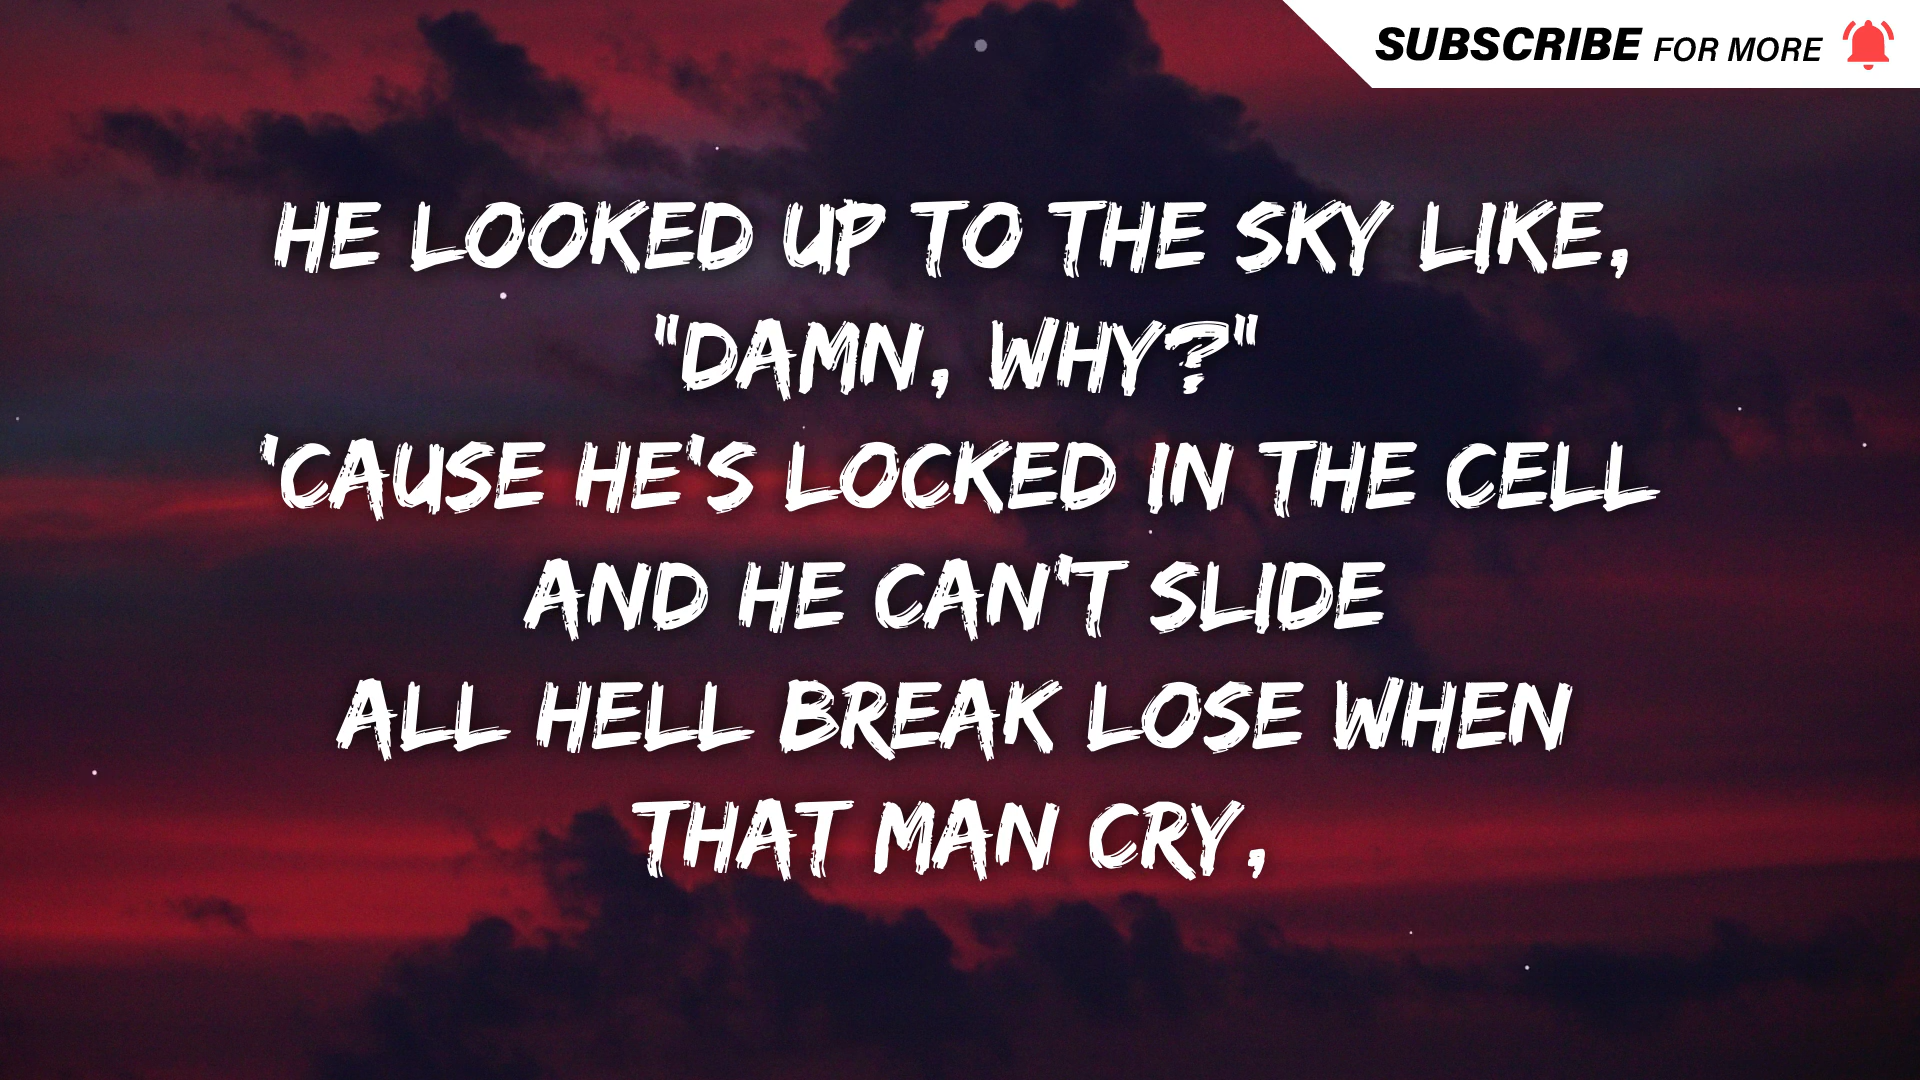 SUBSCRIBE FOR MORE
HE LOOKED UP TO THE SKY LIKE,
"DAMN, WHY?"
'CAUSE HE'S LOCKED IN THE CELL
AND HE CAN'T SLIDE
ALL HELL BREAK LOSE WHEN
THAT MAN CRY,